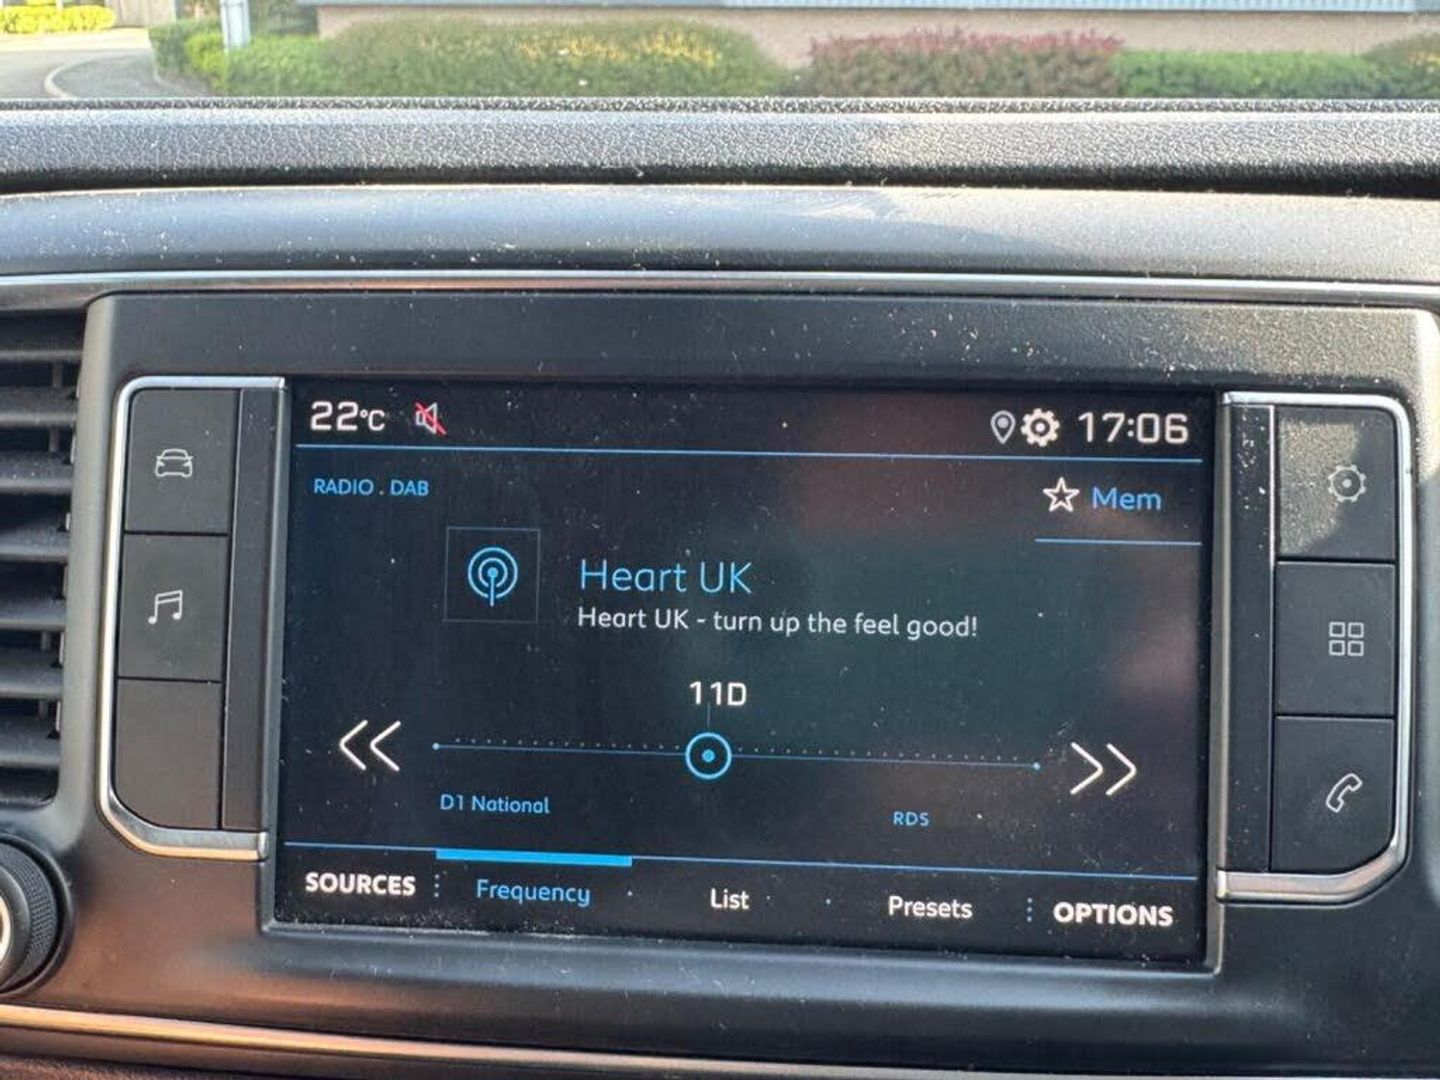 22°C 17:06
RADIO . DAB
Mem
Heart UK
Heart UK - turn up the feel good!
11D
D1 National
RDS
SOURCES Frequency List Presets OPTIONS